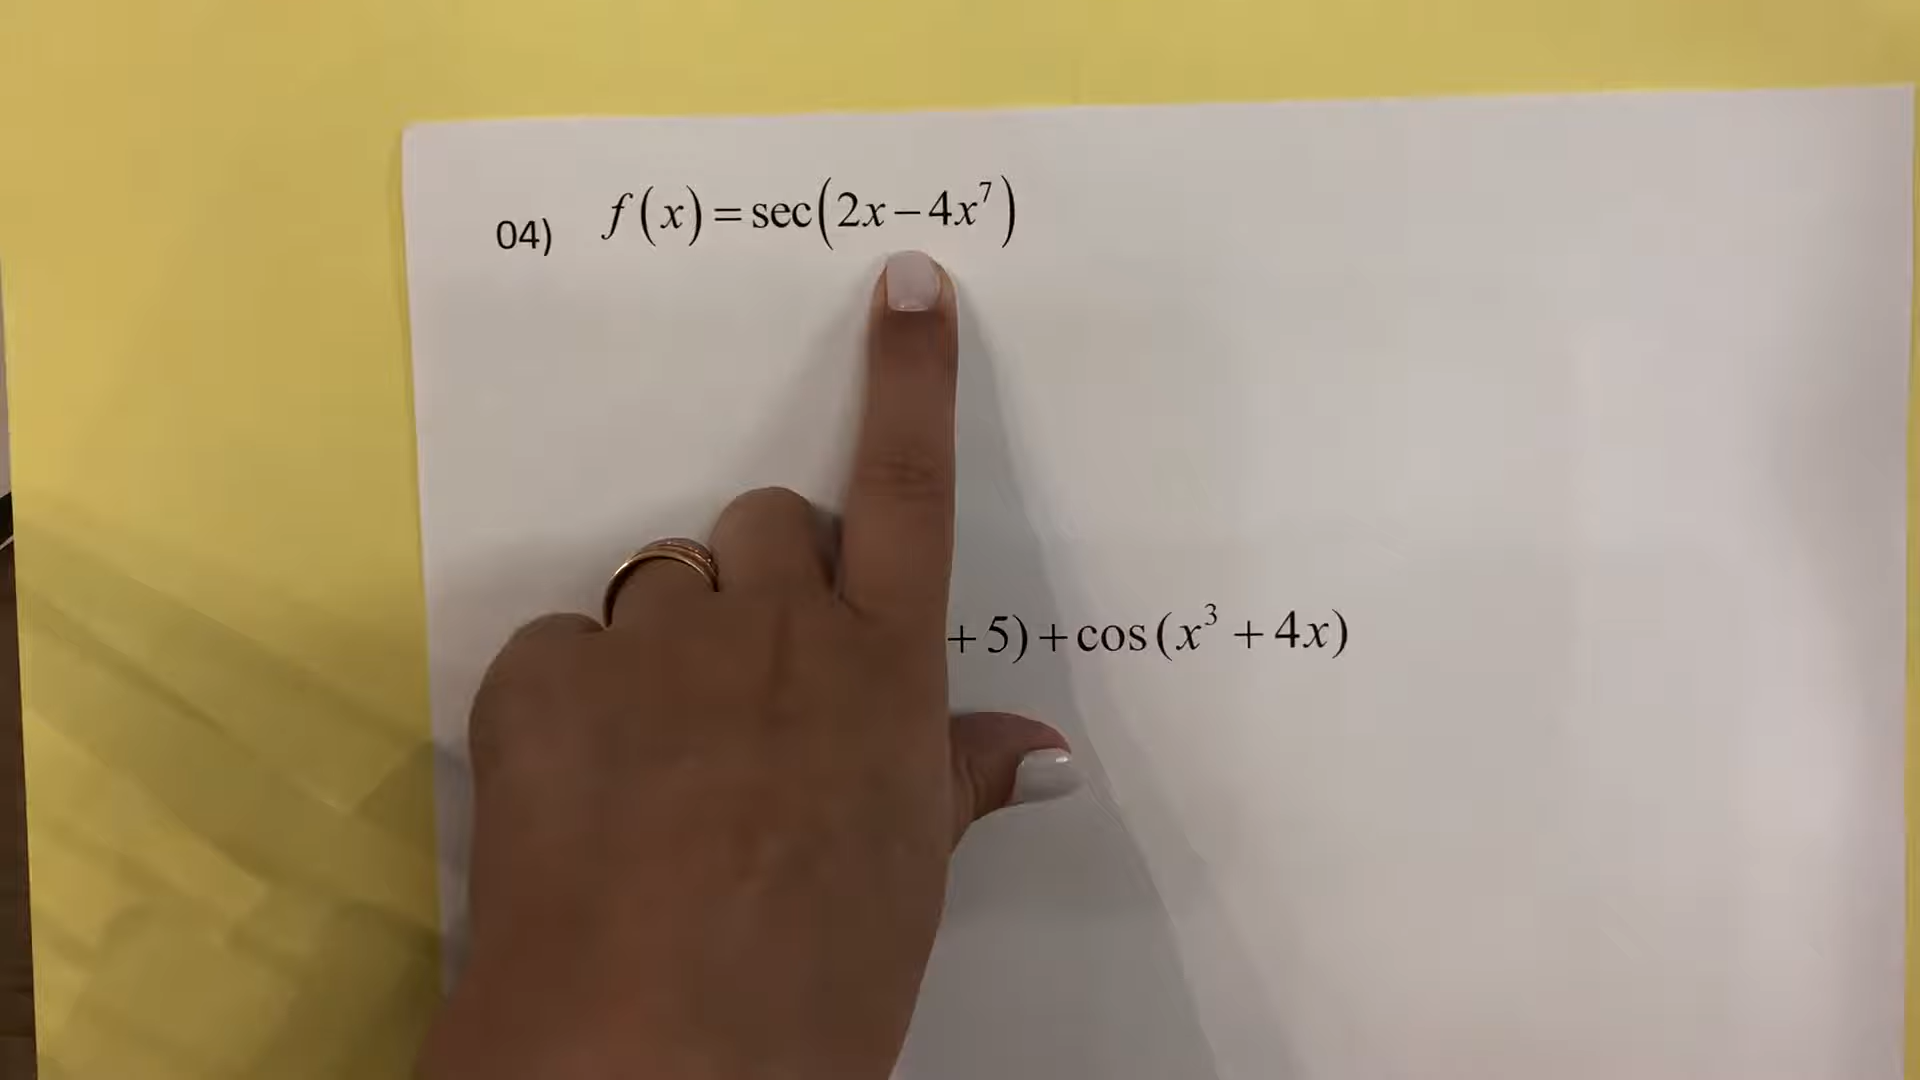 04) f(x) = sec(2x − 4x⁷)
+ 5) + cos(x³ + 4x)